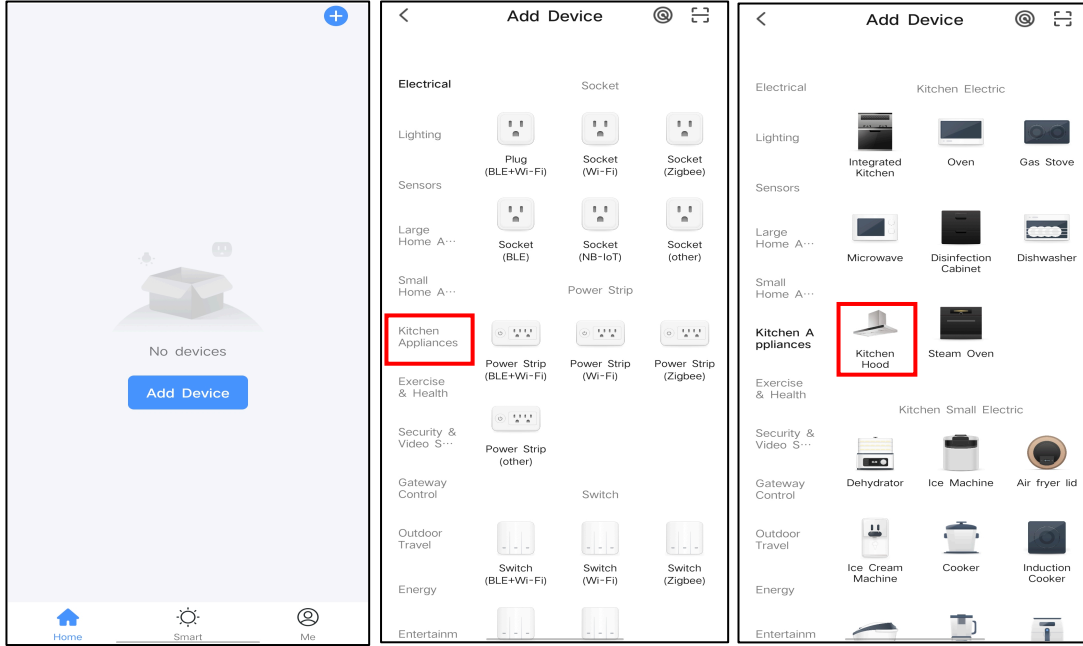 No devices
Add Device
Home
Smart
Me
Add Device
Electrical
Lighting
Sensors
Large
Home A···
Small
Home A···
Kitchen
Appliances
Exercise
& Health
Security &
Video S···
Gateway
Control
Outdoor
Travel
Energy
Entertainm
Socket
Plug
(BLE+Wi-Fi)
Socket
(Wi-Fi)
Socket
(Zigbee)
Socket
(BLE)
Socket
(NB-IoT)
Socket
(other)
Power Strip
Power Strip
(BLE+Wi-Fi)
Power Strip
(Wi-Fi)
Power Strip
(Zigbee)
Power Strip
(other)
Switch
Switch
(BLE+Wi-Fi)
Switch
(Wi-Fi)
Switch
(Zigbee)
Add Device
Electrical
Lighting
Sensors
Large
Home A···
Small
Home A···
Kitchen A
ppliances
Exercise
& Health
Security &
Video S···
Gateway
Control
Outdoor
Travel
Energy
Entertainm
Kitchen Electric
Integrated
Kitchen
Oven
Gas Stove
Microwave
Disinfection
Cabinet
Dishwasher
Kitchen
Hood
Steam Oven
Kitchen Small Electric
Dehydrator
Ice Machine
Air fryer lid
Ice Cream
Machine
Cooker
Induction
Cooker